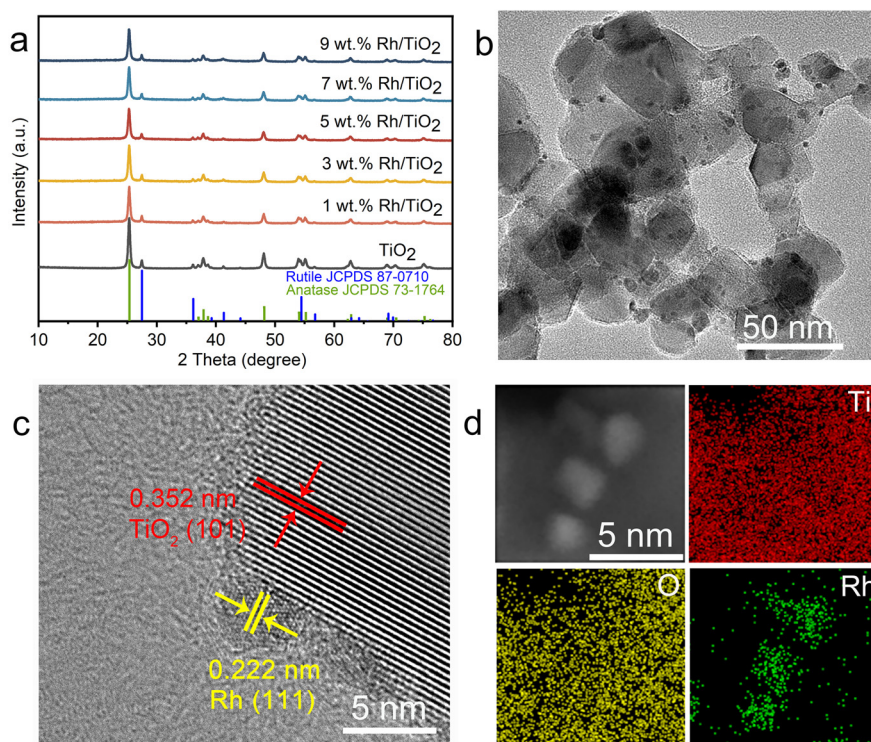 a
9 wt.% Rh/TiO₂
7 wt.% Rh/TiO₂
5 wt.% Rh/TiO₂
3 wt.% Rh/TiO₂
1 wt.% Rh/TiO₂
TiO₂
Rutile JCPDS 87-0710
Anatase JCPDS 73-1764
Intensity (a.u.)
10 20 30 40 50 60 70 80
2 Theta (degree)
b
50 nm
c
0.352 nm
TiO₂ (101)
0.222 nm
Rh (111)
5 nm
d
5 nm
Ti
O
Rh